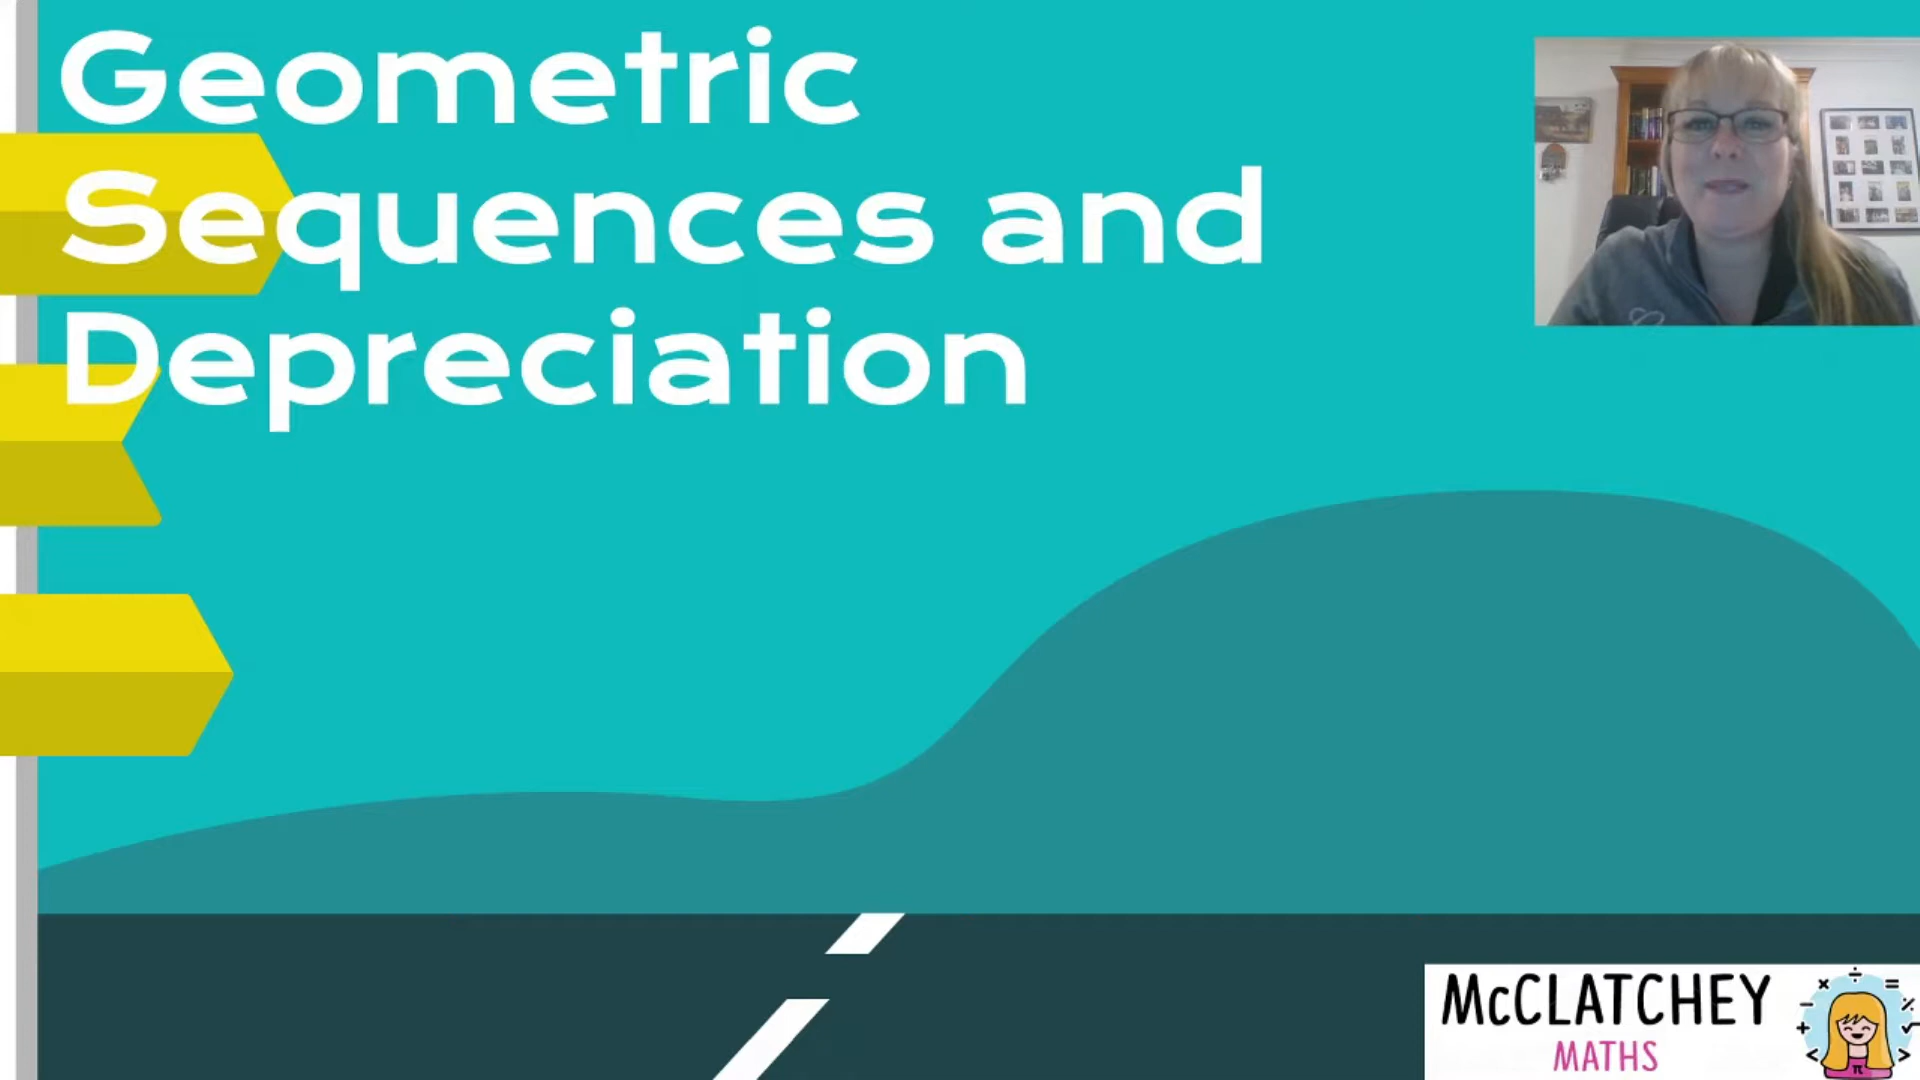 Geometric
Sequences and
Depreciation
McCLATCHEY
MATHS